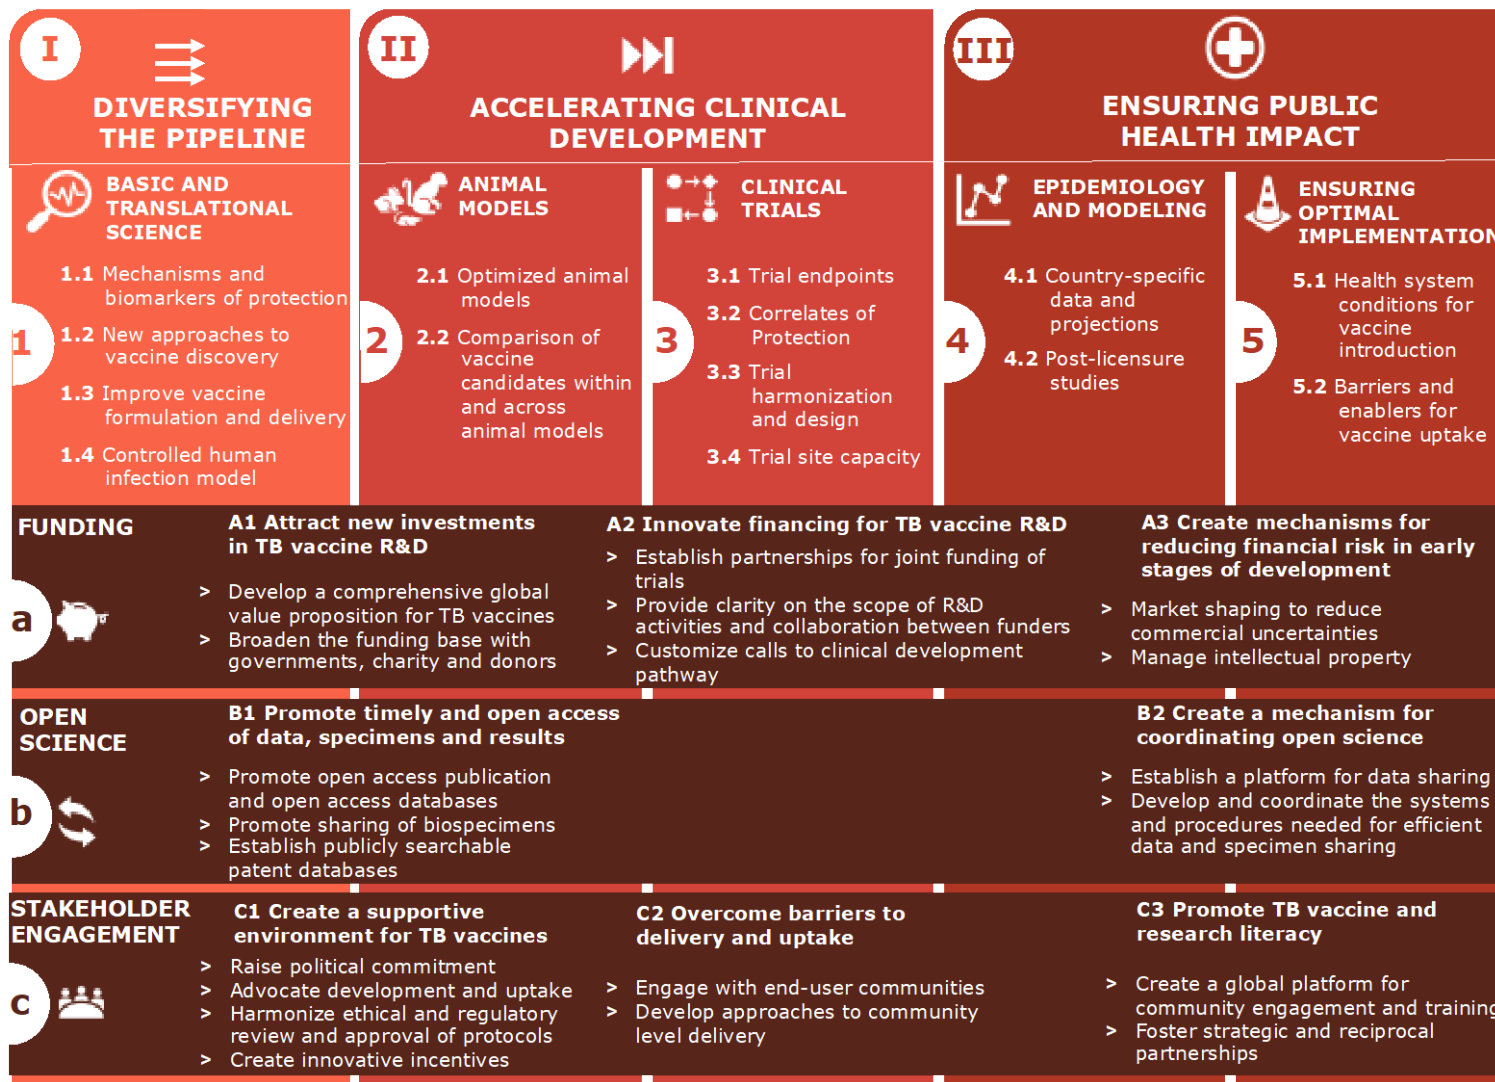 I
DIVERSIFYING
THE PIPELINE
II
ACCELERATING CLINICAL
DEVELOPMENT
III
ENSURING PUBLIC
HEALTH IMPACT
1
BASIC AND
TRANSLATIONAL
SCIENCE
1.1 Mechanisms and
biomarkers of protection
1.2 New approaches to
vaccine discovery
1.3 Improve vaccine
formulation and delivery
1.4 Controlled human
infection model
2
ANIMAL
MODELS
2.1 Optimized animal
models
2.2 Comparison of
vaccine
candidates within
and across
animal models
3
CLINICAL
TRIALS
3.1 Trial endpoints
3.2 Correlates of
Protection
3.3 Trial
harmonization
and design
3.4 Trial site capacity
4
EPIDEMIOLOGY
AND MODELING
4.1 Country-specific
data and
projections
4.2 Post-licensure
studies
5
ENSURING
OPTIMAL
IMPLEMENTATION
5.1 Health system
conditions for
vaccine
introduction
5.2 Barriers and
enablers for
vaccine uptake
FUNDING
a
A1 Attract new investments
in TB vaccine R&D
> Develop a comprehensive global
value proposition for TB vaccines
> Broaden the funding base with
governments, charity and donors
A2 Innovate financing for TB vaccine R&D
> Establish partnerships for joint funding of
trials
> Provide clarity on the scope of R&D
activities and collaboration between funders
> Customize calls to clinical development
pathway
A3 Create mechanisms for
reducing financial risk in early
stages of development
> Market shaping to reduce
commercial uncertainties
> Manage intellectual property
OPEN
SCIENCE
b
B1 Promote timely and open access
of data, specimens and results
> Promote open access publication
and open access databases
> Promote sharing of biospecimens
> Establish publicly searchable
patent databases
B2 Create a mechanism for
coordinating open science
> Establish a platform for data sharing
> Develop and coordinate the systems
and procedures needed for efficient
data and specimen sharing
STAKEHOLDER
ENGAGEMENT
c
C1 Create a supportive
environment for TB vaccines
> Raise political commitment
> Advocate development and uptake
> Harmonize ethical and regulatory
review and approval of protocols
> Create innovative incentives
C2 Overcome barriers to
delivery and uptake
> Engage with end-user communities
> Develop approaches to community
level delivery
C3 Promote TB vaccine and
research literacy
> Create a global platform for
community engagement and training
> Foster strategic and reciprocal
partnerships